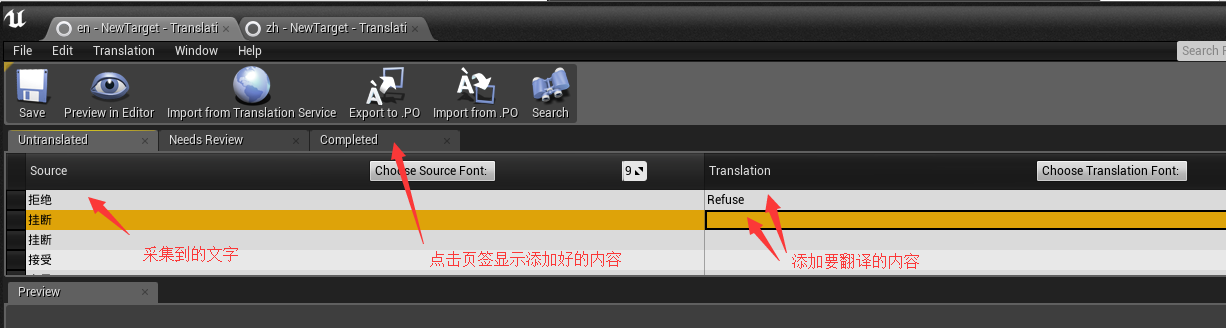 en - NewTarget - Translati
zh - NewTarget - Translati
File Edit Translation Window Help
Search
Save Preview in Editor Import from Translation Service Export to .PO Import from .PO Search
Untranslated Needs Review Completed
Source Choose Source Font: 9 Translation Choose Translation Font:
拒绝 Refuse
挂断
挂断
接受
采集到的文字
点击页签显示添加好的内容
添加要翻译的内容
Preview